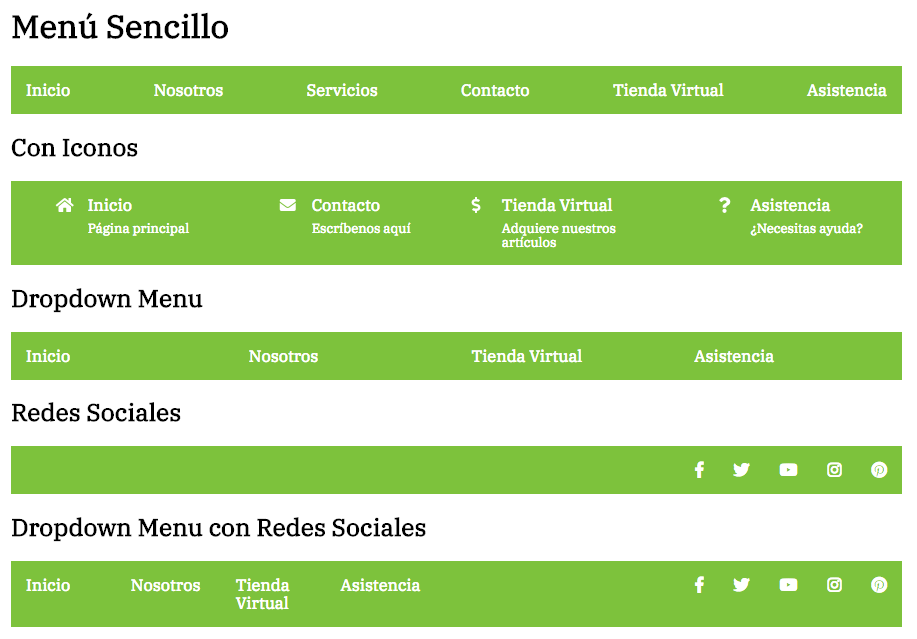 Menú Sencillo
Inicio Nosotros Servicios Contacto Tienda Virtual Asistencia
Con Iconos
Inicio Contacto Tienda Virtual Asistencia
Página principal Escríbenos aquí Adquiere nuestros ¿Necesitas ayuda?
artículos
Dropdown Menu
Inicio Nosotros Tienda Virtual Asistencia
Redes Sociales
Dropdown Menu con Redes Sociales
Inicio Nosotros Tienda Asistencia
Virtual